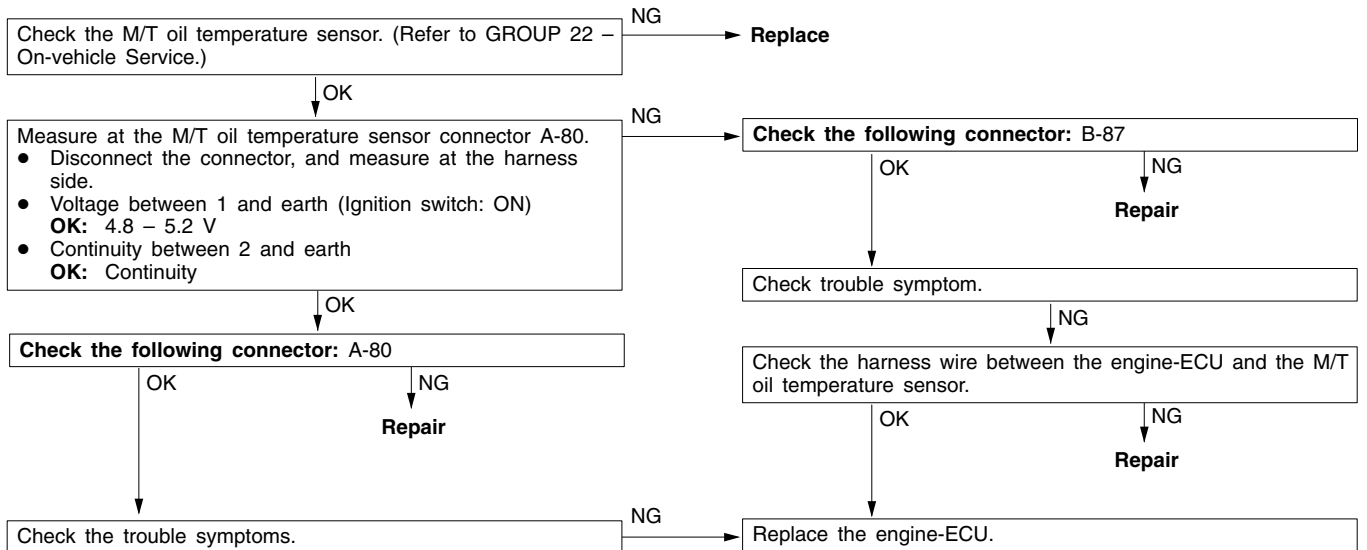 Check the M/T oil temperature sensor. (Refer to GROUP 22 –
On-vehicle Service.)
NG
Replace
OK
Measure at the M/T oil temperature sensor connector A-80.
● Disconnect the connector, and measure at the harness
side.
● Voltage between 1 and earth (Ignition switch: ON)
OK: 4.8 – 5.2 V
● Continuity between 2 and earth
OK: Continuity
NG
Check the following connector: B-87
OK
NG
Repair
Check trouble symptom.
NG
Check the harness wire between the engine-ECU and the M/T
oil temperature sensor.
OK
NG
Repair
OK
Check the following connector: A-80
OK
NG
Repair
Check the trouble symptoms.
NG
Replace the engine-ECU.